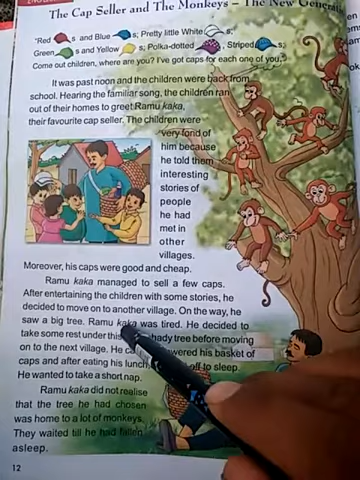 The Cap Seller and The Monkeys – The New Generati
"Red s and Blue s; Pretty little White s,
Green s and Yellow s; Polka-dotted , Striped s;
Come out children, where are you? I've got caps for each one of you,"
It was past noon and the children were back from
school. Hearing the familiar song, the children ran
out of their homes to greet Ramu kaka,
their favourite cap seller. The children were
very fond of
him because
he told them
interesting
stories of
people
he had
met in
other
villages.
Moreover, his caps were good and cheap.
Ramu kaka managed to sell a few caps.
After entertaining the children with some stories, he
decided to move on to another village. On the way, he
saw a big tree. Ramu kaka was tired. He decided to
take some rest under this hady tree before moving
on to the next village. He wered his basket of
caps and after eating his lunch off to sleep.
He wanted to take a short nap.
Ramu kaka did not realise
that the tree he had chosen
was home to a lot of monkeys.
They waited till he had fallen
asleep.
12